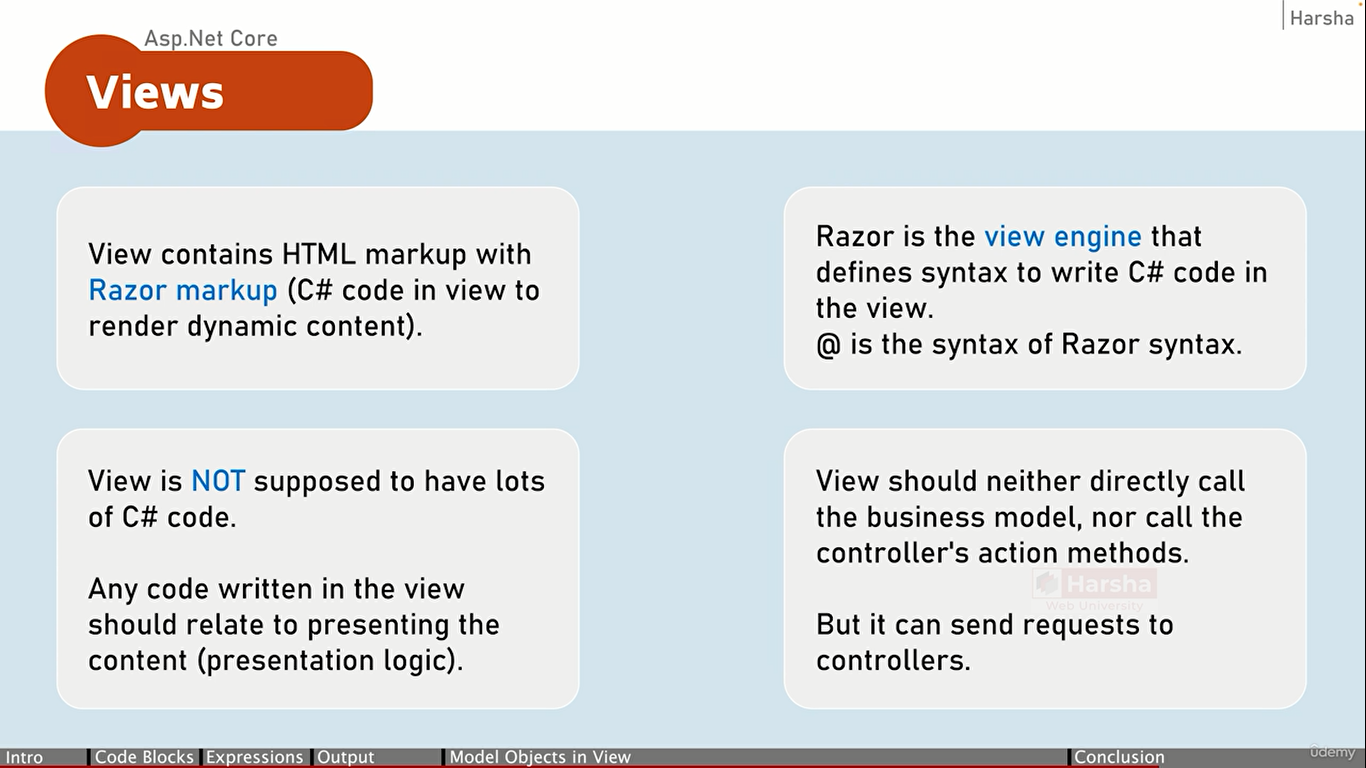 Asp.Net Core
Harsha
Views
View contains HTML markup with
Razor markup (C# code in view to
render dynamic content).
Razor is the view engine that
defines syntax to write C# code in
the view.
@ is the syntax of Razor syntax.
View is NOT supposed to have lots
of C# code.
Any code written in the view
should relate to presenting the
content (presentation logic).
View should neither directly call
the business model, nor call the
controller's action methods.
But it can send requests to
controllers.
Harsha
Web University
Intro
Code Blocks
Expressions
Output
Model Objects in View
Conclusion
ûdemy